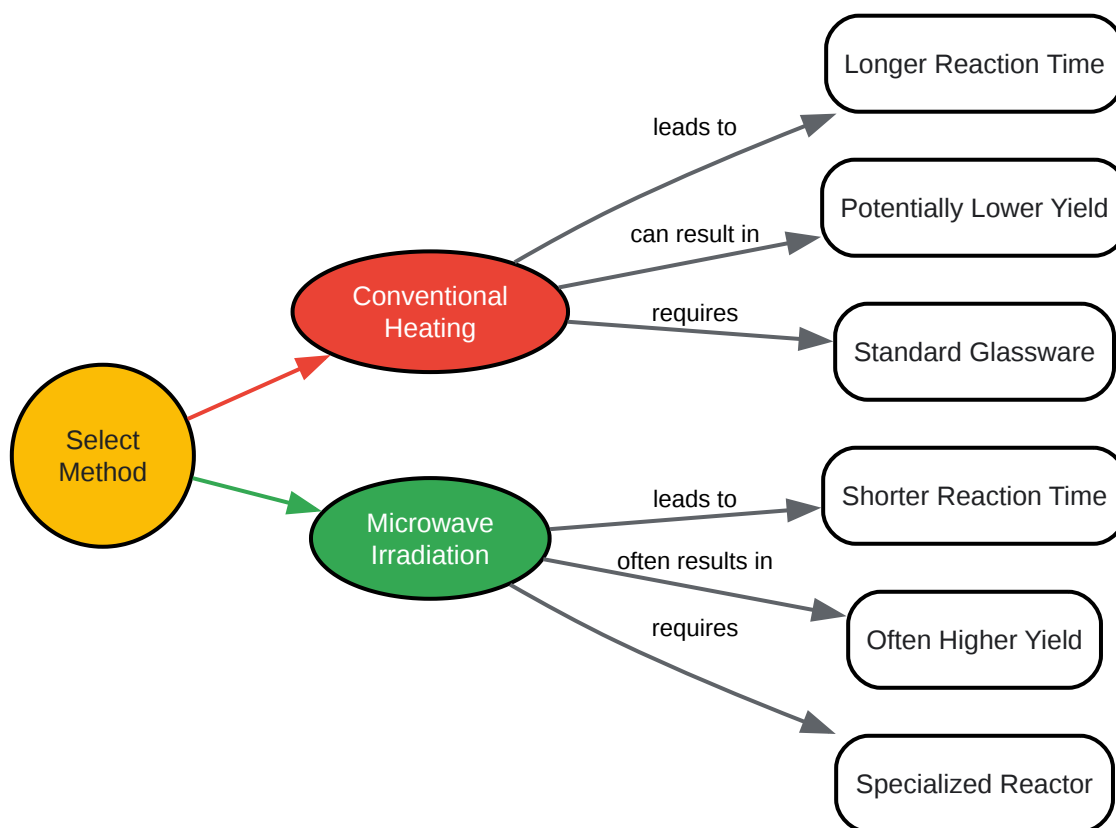 Select
Method
Conventional
Heating
Microwave
Irradiation
leads to
can result in
requires
leads to
often results in
requires
Longer Reaction Time
Potentially Lower Yield
Standard Glassware
Shorter Reaction Time
Often Higher Yield
Specialized Reactor